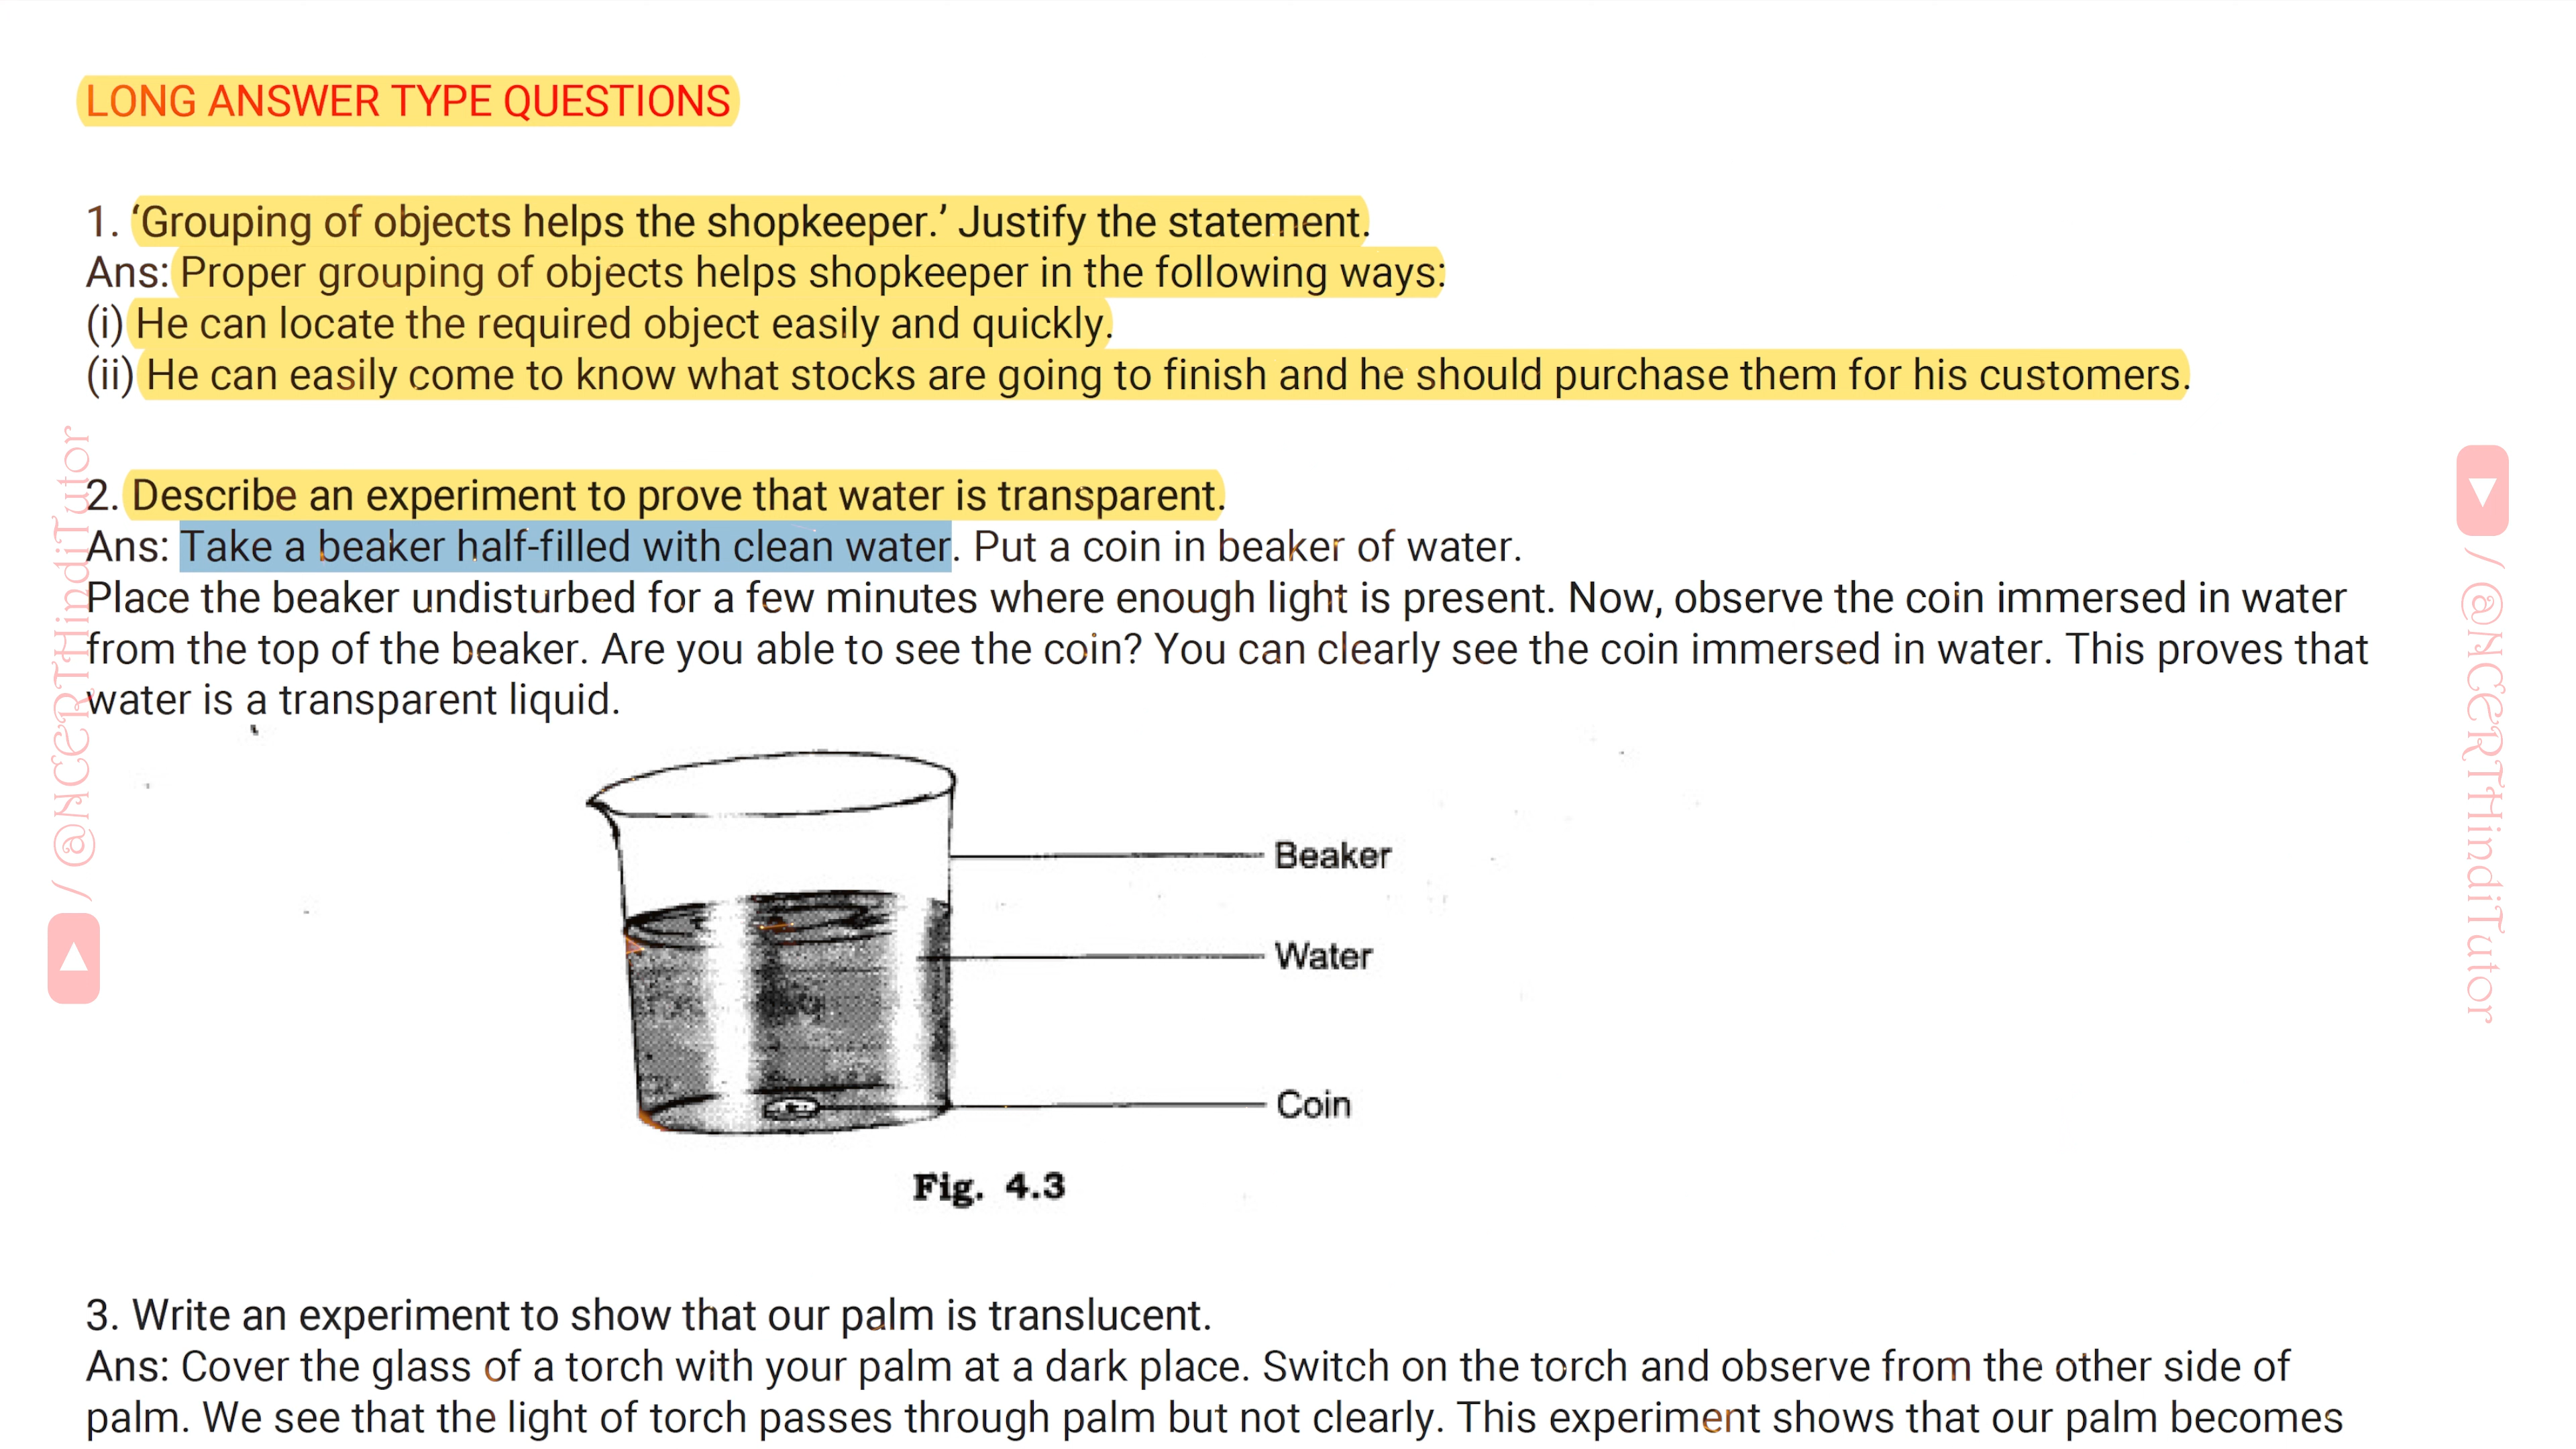 LONG ANSWER TYPE QUESTIONS
1. ‘Grouping of objects helps the shopkeeper.’ Justify the statement.
Ans: Proper grouping of objects helps shopkeeper in the following ways:
(i) He can locate the required object easily and quickly.
(ii) He can easily come to know what stocks are going to finish and he should purchase them for his customers.
2. Describe an experiment to prove that water is transparent.
Ans: Take a beaker half-filled with clean water. Put a coin in beaker of water.
Place the beaker undisturbed for a few minutes where enough light is present. Now, observe the coin immersed in water
from the top of the beaker. Are you able to see the coin? You can clearly see the coin immersed in water. This proves that
water is a transparent liquid.
Beaker
Water
Coin
Fig. 4.3
3. Write an experiment to show that our palm is translucent.
Ans: Cover the glass of a torch with your palm at a dark place. Switch on the torch and observe from the other side of
palm. We see that the light of torch passes through palm but not clearly. This experiment shows that our palm becomes
/ @NCERTHindiTutor
/ @NCERTHindiTutor